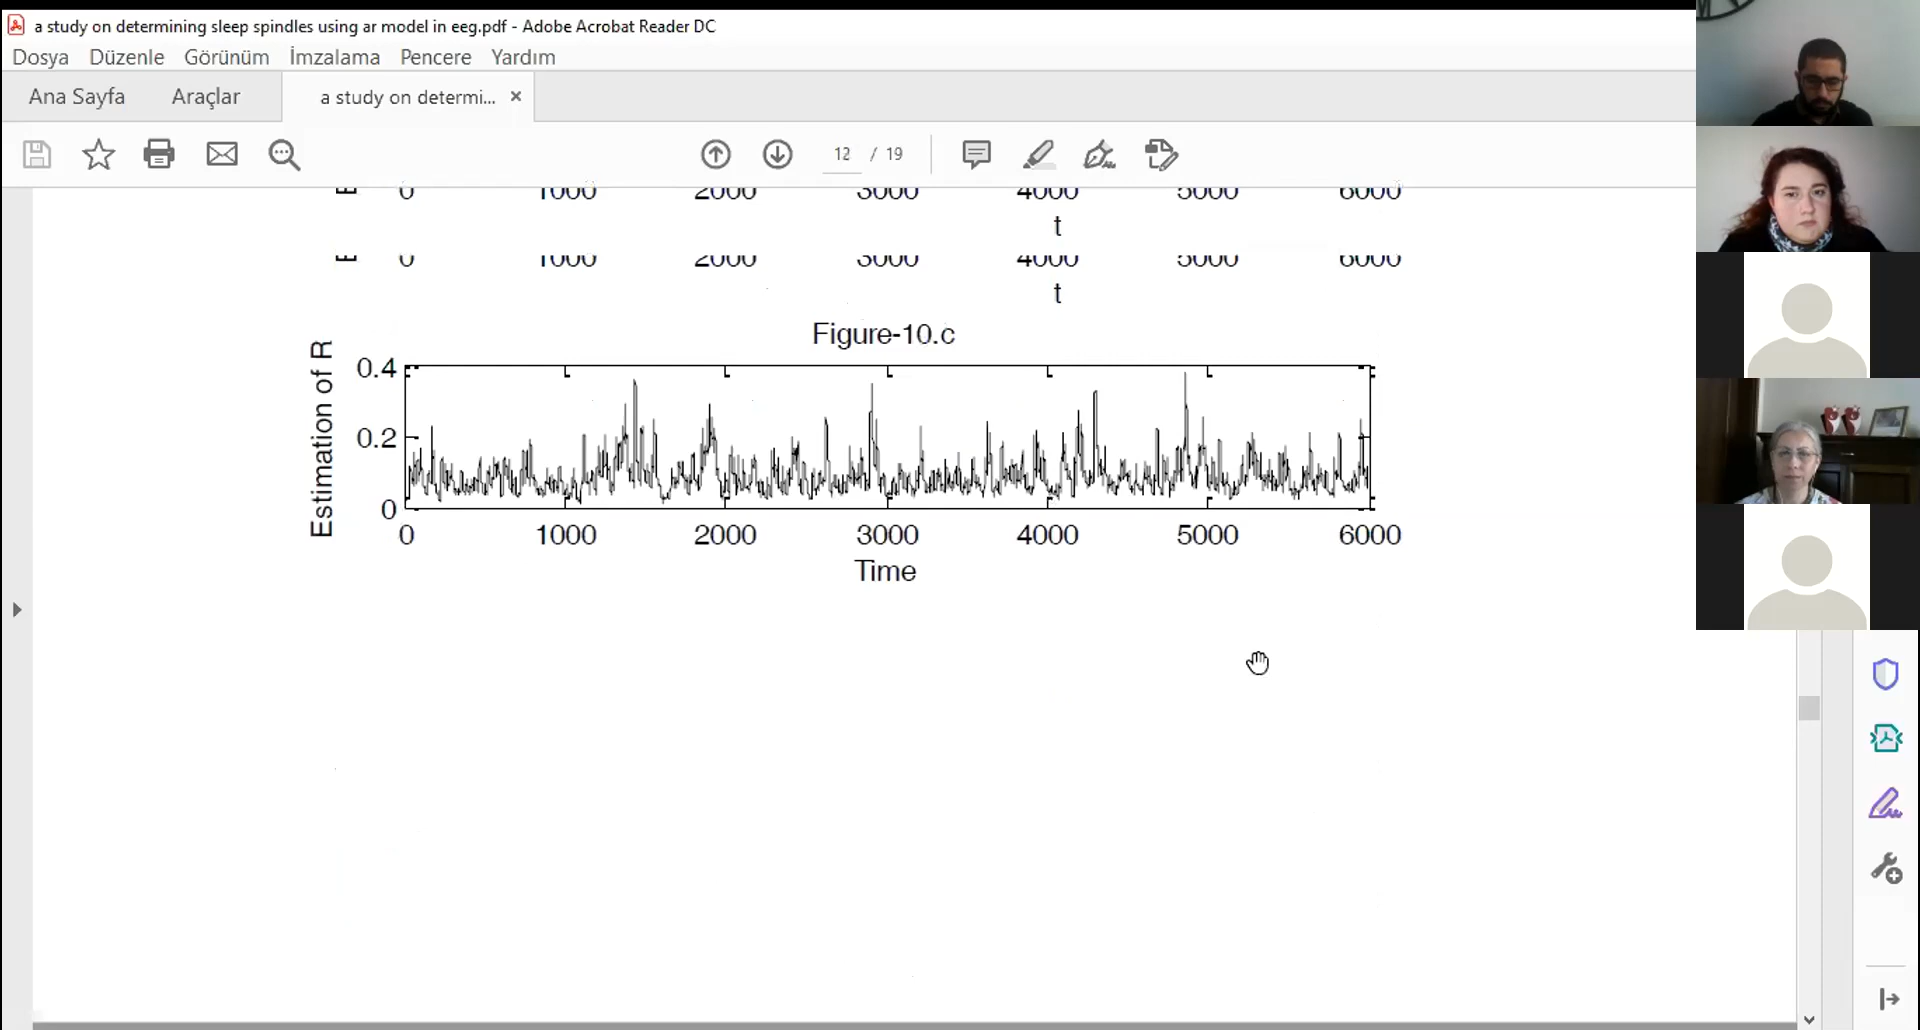 a study on determining sleep spindles using ar model in eeg.pdf - Adobe Acrobat Reader DC
Dosya Düzenle Görünüm İmzalama Pencere Yardım
Ana Sayfa Araçlar a study on determi... ×
12 / 19
0 1000 2000 3000 4000 5000 6000
t
0 1000 2000 3000 4000 5000 6000
t
Figure-10.c
Estimation of R
0.4
0.2
0
0 1000 2000 3000 4000 5000 6000
Time